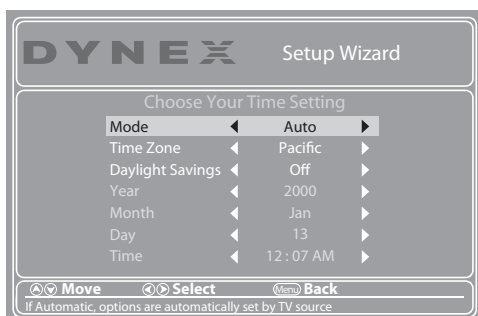 DYNEX Setup Wizard
Choose Your Time Setting
Mode Auto
Time Zone Pacific
Daylight Savings Off
Year 2000
Month Jan
Day 13
Time 12 : 07 AM
Move Select Menu Back
If Automatic, options are automatically set by TV source